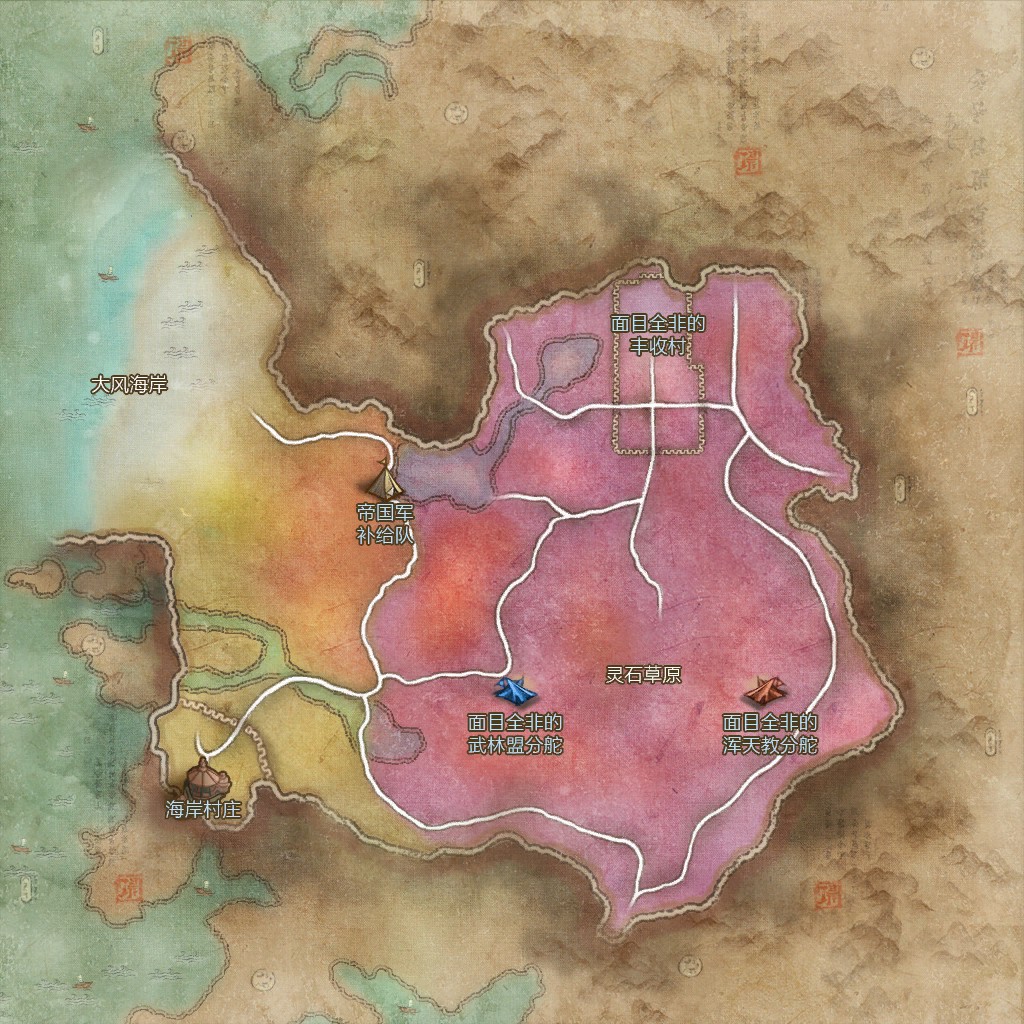 面目全非的
丰收村
大风海岸
帝国军
补给队
灵石草原
面目全非的
武林盟分舵
面目全非的
浑天教分舵
海岸村庄